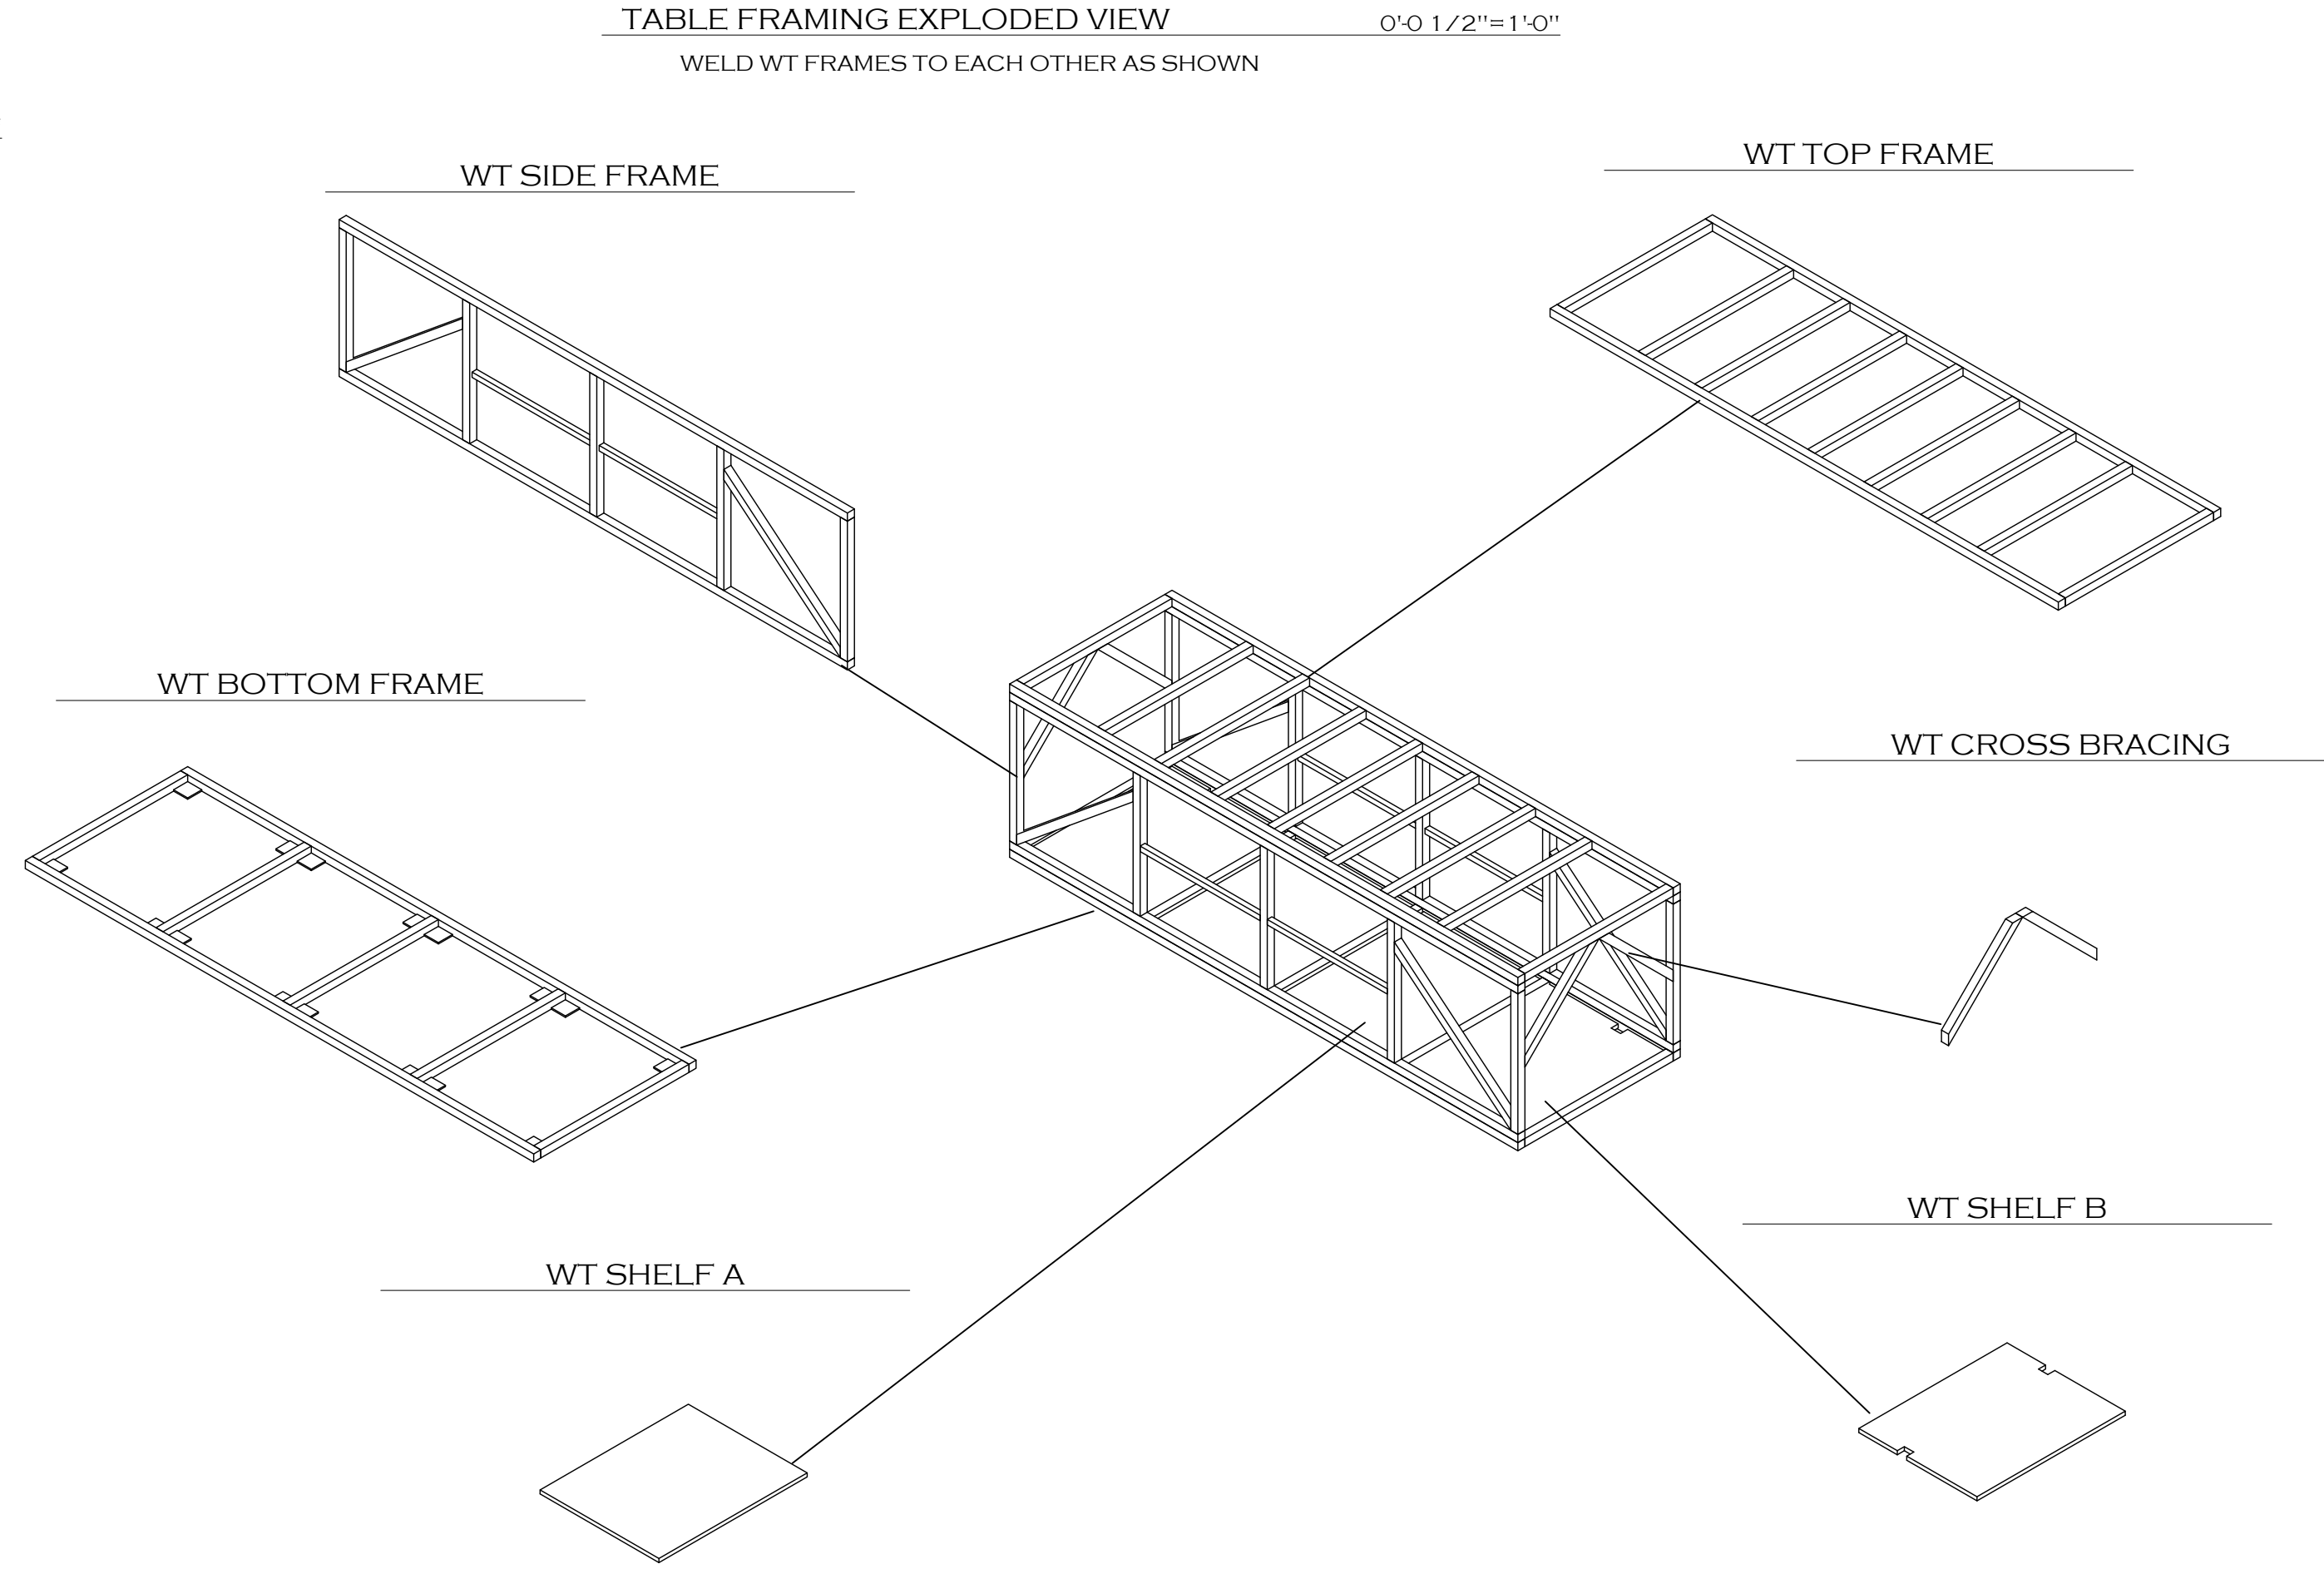 TABLE FRAMING EXPLODED VIEW 0'-0 1/2"=1'-0"
WELD WT FRAMES TO EACH OTHER AS SHOWN
WT SIDE FRAME
WT TOP FRAME
WT BOTTOM FRAME
WT CROSS BRACING
WT SHELF B
WT SHELF A